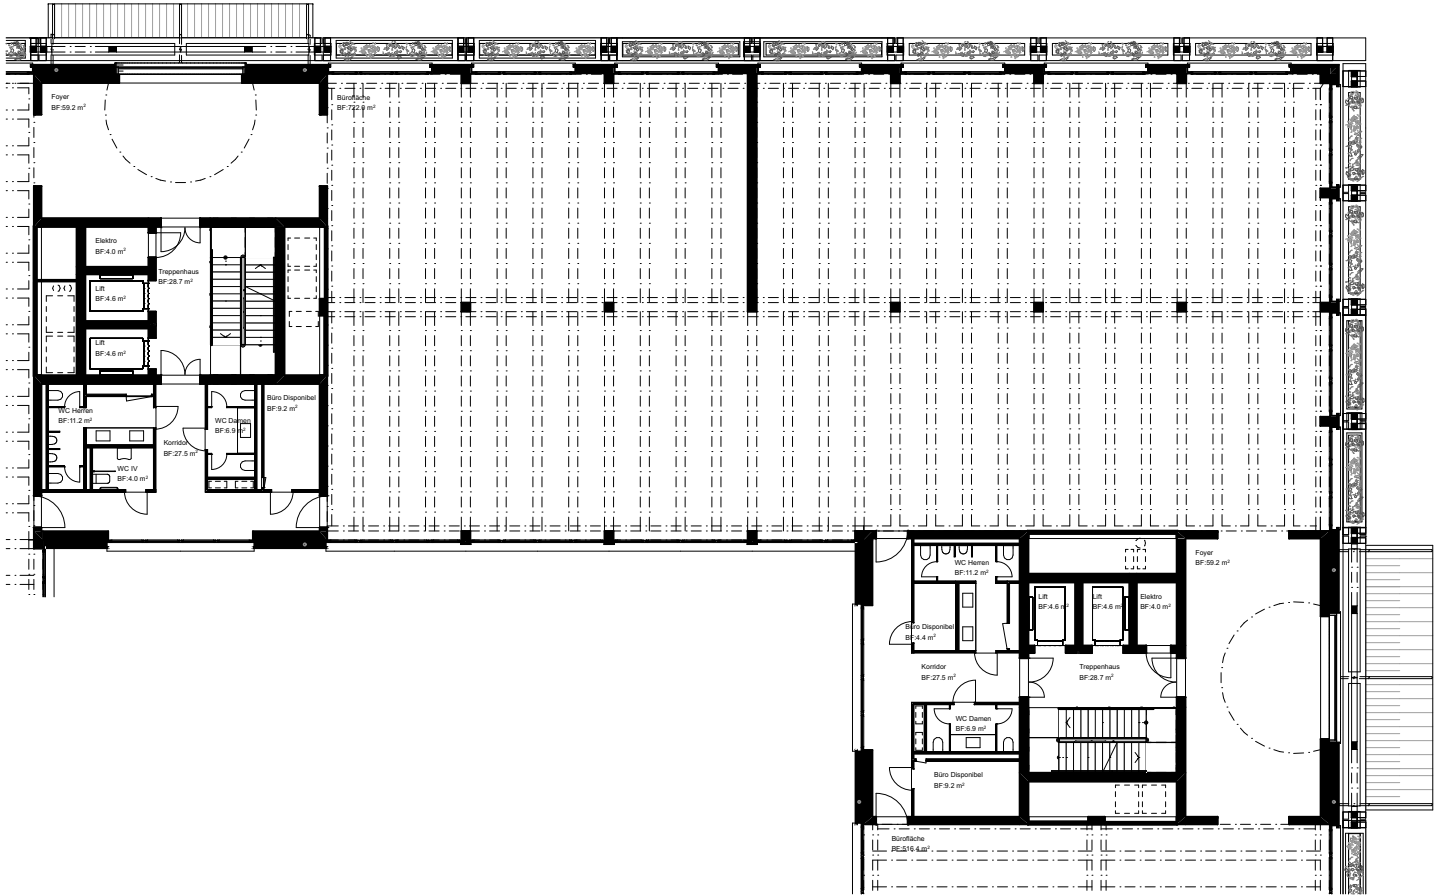 Foyer
BF:59.2 m²
Bürofläche
BF:722.9 m²
Elektro
BF:4.0 m²
Treppenhaus
BF:28.7 m²
Lift
BF:4.6 m²
Lift
BF:4.6 m²
WC Herren
BF:11.2 m²
WC Damen
BF:6.9 m²
Büro Disponibel
BF:9.2 m²
Korridor
BF:27.5 m²
WC IV
BF:4.0 m²
Foyer
BF:59.2 m²
WC Herren
BF:11.2 m²
Lift
BF:4.6 m²
Lift
BF:4.6 m²
Elektro
BF:4.0 m²
Büro Disponibel
BF:4.4 m²
Korridor
BF:27.5 m²
Treppenhaus
BF:28.7 m²
WC Damen
BF:6.9 m²
Büro Disponibel
BF:9.2 m²
Bürofläche
BF:516.4 m²